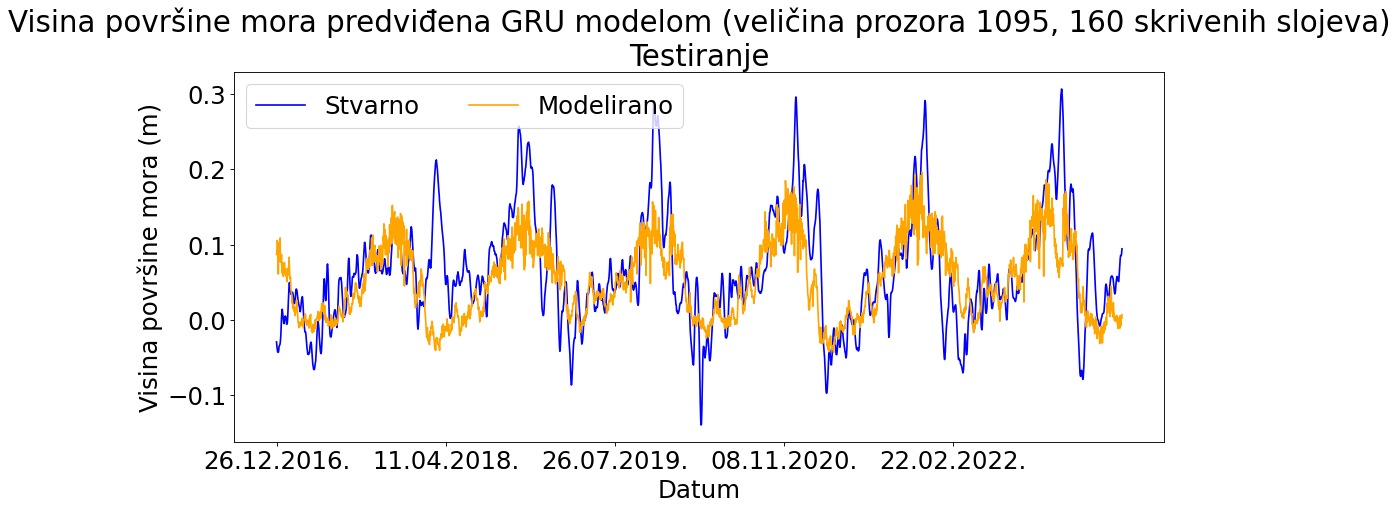 Visina površine mora predviđena GRU modelom (veličina prozora 1095, 160 skrivenih slojeva)
Testiranje
Stvarno
Modelirano
Visina površine mora (m)
0.3
0.2
0.1
0.0
−0.1
26.12.2016.
11.04.2018.
26.07.2019.
08.11.2020.
22.02.2022.
Datum